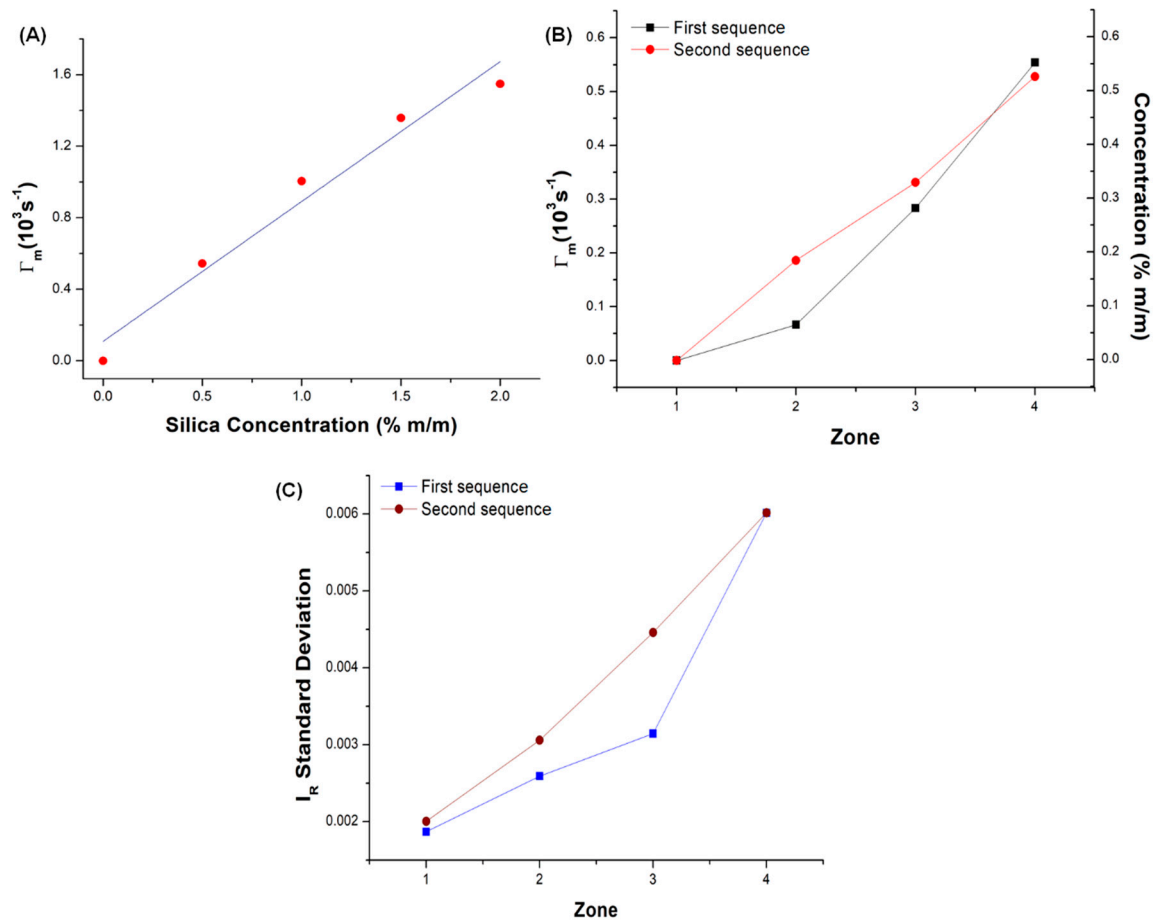 (A)
1.6
1.2
0.8
0.4
0.0
Γm(10³s⁻¹)
0.0 0.5 1.0 1.5 2.0
Silica Concentration (% m/m)
(B)
First sequence
Second sequence
0.6
0.5
0.4
0.3
0.2
0.1
0.0
Γm(10³s⁻¹)
0.6
0.5
0.4
0.3
0.2
0.1
0.0
Concentration (% m/m)
1 2 3 4
Zone
(C)
First sequence
Second sequence
0.006
0.005
0.004
0.003
0.002
IR Standard Deviation
1 2 3 4
Zone